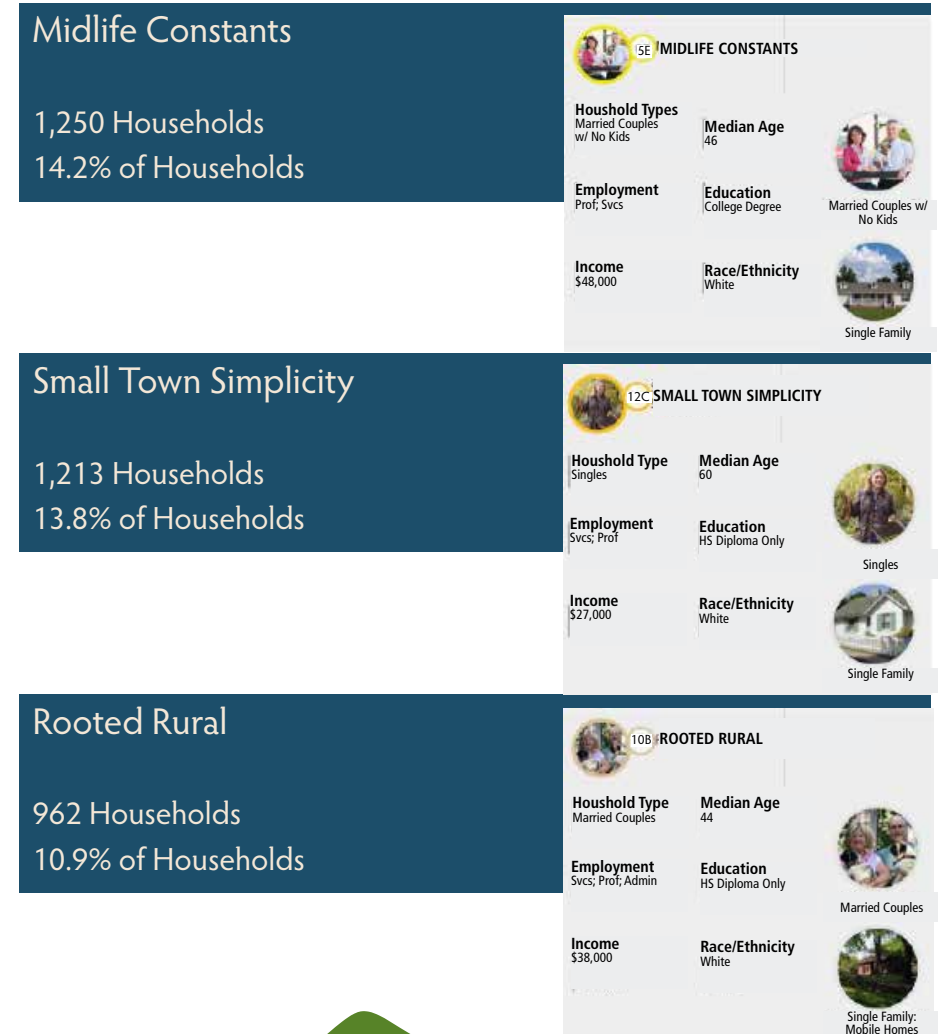 Midlife Constants
1,250 Households
14.2% of Households
5E MIDLIFE CONSTANTS
Houshold Types
Married Couples
w/ No Kids
Median Age
46
Employment
Prof; Svcs
Education
College Degree
Income
$48,000
Race/Ethnicity
White
Married Couples w/
No Kids
Single Family
Small Town Simplicity
1,213 Households
13.8% of Households
12C SMALL TOWN SIMPLICITY
Houshold Type
Singles
Median Age
60
Employment
Svcs; Prof
Education
HS Diploma Only
Income
$27,000
Race/Ethnicity
White
Singles
Single Family
Rooted Rural
962 Households
10.9% of Households
10B ROOTED RURAL
Houshold Type
Married Couples
Median Age
44
Employment
Svcs; Prof; Admin
Education
HS Diploma Only
Income
$38,000
Race/Ethnicity
White
Married Couples
Single Family:
Mobile Homes